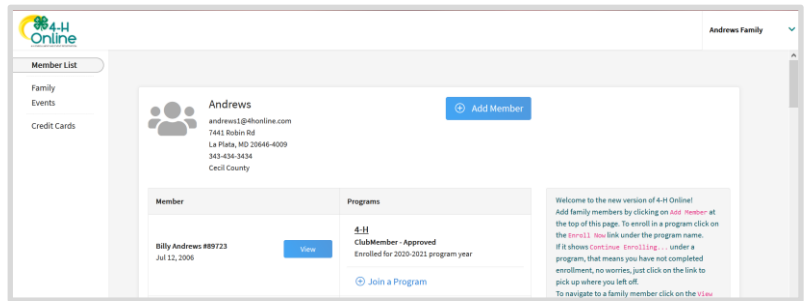 4-H
Online
Andrews Family
Member List
Family
Events
Credit Cards
Andrews
andrews1@4honline.com
7441 Robin Rd
La Plata, MD 20646-4009
343-434-3434
Cecil County
Add Member
Member
Programs
Billy Andrews #89723
Jul 12, 2006
View
4-H
ClubMember - Approved
Enrolled for 2020-2021 program year
Join a Program
Welcome to the new version of 4-H Online!
Add family members by clicking on Add Member at
the top of this page. To enroll in a program click on
the Enroll Now link under the program name.
If it shows Continue Enrolling... under a
program, that means you have not completed
enrollment, no worries, just click on the link to
pick up where you left off.
To navigate to a family member click on the View